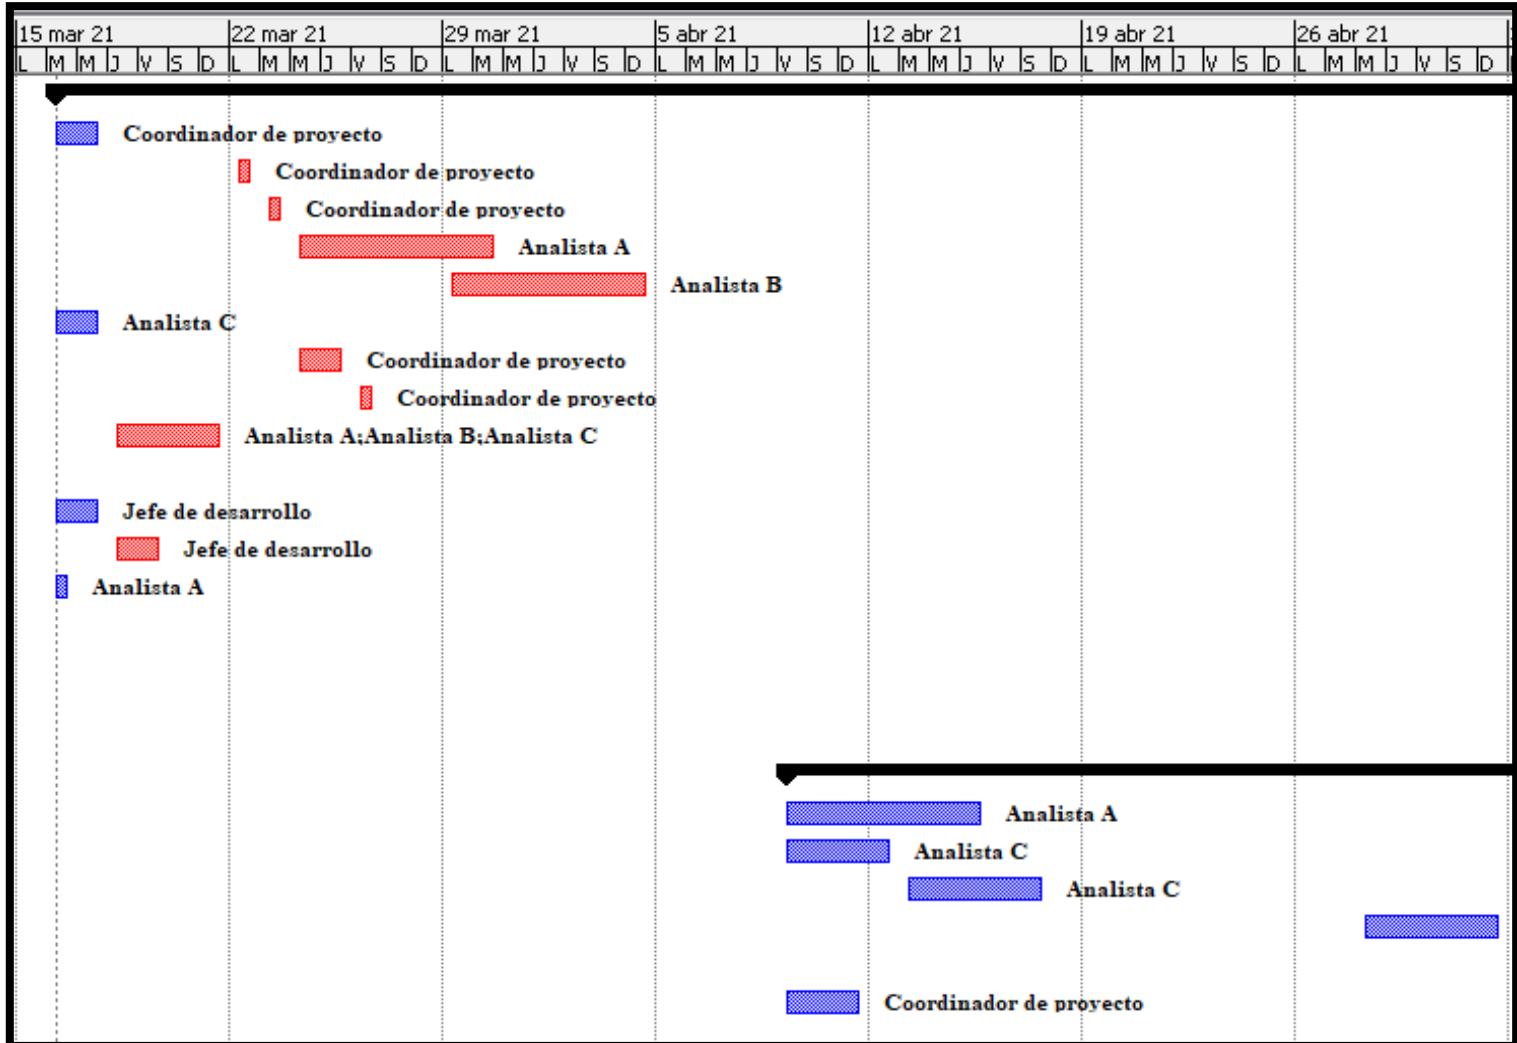 15 mar 21 22 mar 21 29 mar 21 5 abr 21 12 abr 21 19 abr 21 26 abr 21
L M M J V S D L M M J V S D L M M J V S D L M M J V S D L M M J V S D L M M J V S D L M M J V S D
Coordinador de proyecto
Coordinador de proyecto
Coordinador de proyecto
Analista A
Analista B
Analista C
Coordinador de proyecto
Coordinador de proyecto
Analista A;Analista B;Analista C
Jefe de desarrollo
Jefe de desarrollo
Analista A
Analista A
Analista C
Analista C
Coordinador de proyecto